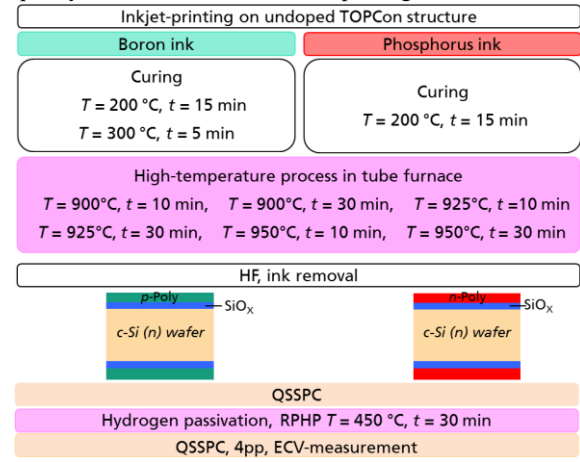 Inkjet-printing on undoped TOPCon structure
Boron ink
Phosphorus ink
Curing
T = 200 °C, t = 15 min
T = 300 °C, t = 5 min
Curing
T = 200 °C, t = 15 min
High-temperature process in tube furnace
T = 900°C, t = 10 min, T = 900°C, t = 30 min, T = 925°C, t =10 min
T = 925°C, t = 30 min, T = 950°C, t = 10 min, T = 950°C, t = 30 min
HF, ink removal
p-Poly
SiOX
c-Si (n) wafer
n-Poly
SiOX
c-Si (n) wafer
QSSPC
Hydrogen passivation, RPHP T = 450 °C, t = 30 min
QSSPC, 4pp, ECV-measurement